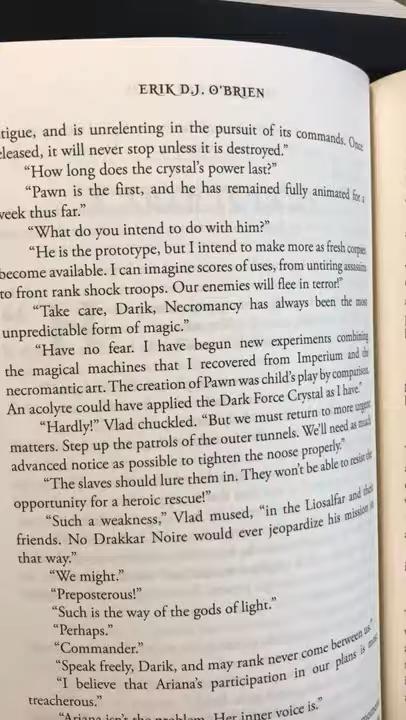 ERIK D.J. O'BRIEN
tigue, and is unrelenting in the pursuit of its commands. Once
eleased, it will never stop unless it is destroyed.”
“How long does the crystal’s power last?”
“Pawn is the first, and he has remained fully animated for a
week thus far.”
“What do you intend to do with him?”
“He is the prototype, but I intend to make more as fresh corpses
become available. I can imagine scores of uses, from untiring assassins
to front rank shock troops. Our enemies will flee in terror!”
“Take care, Darik, Necromancy has always been the most
unpredictable form of magic.”
“Have no fear. I have begun new experiments combining
the magical machines that I recovered from Imperium and the
necromantic art. The creation of Pawn was child’s play by comparison.
An acolyte could have applied the Dark Force Crystal as I have.”
“Hardly!” Vlad chuckled. “But we must return to more urgent
matters. Step up the patrols of the outer tunnels. We’ll need as much
advanced notice as possible to tighten the noose properly.”
“The slaves should lure them in. They won’t be able to resist the
opportunity for a heroic rescue!”
“Such a weakness,” Vlad mused, “in the Liosalfar and their
friends. No Drakkar Noire would ever jeopardize his mission in
that way.”
“We might.”
“Preposterous!”
“Such is the way of the gods of light.”
“Perhaps.”
“Commander.”
“Speak freely, Darik, and may rank never come between us.”
“I believe that Ariana’s participation in our plans is most
treacherous.”
“Ariana isn’t the problem. Her inner voice is.”